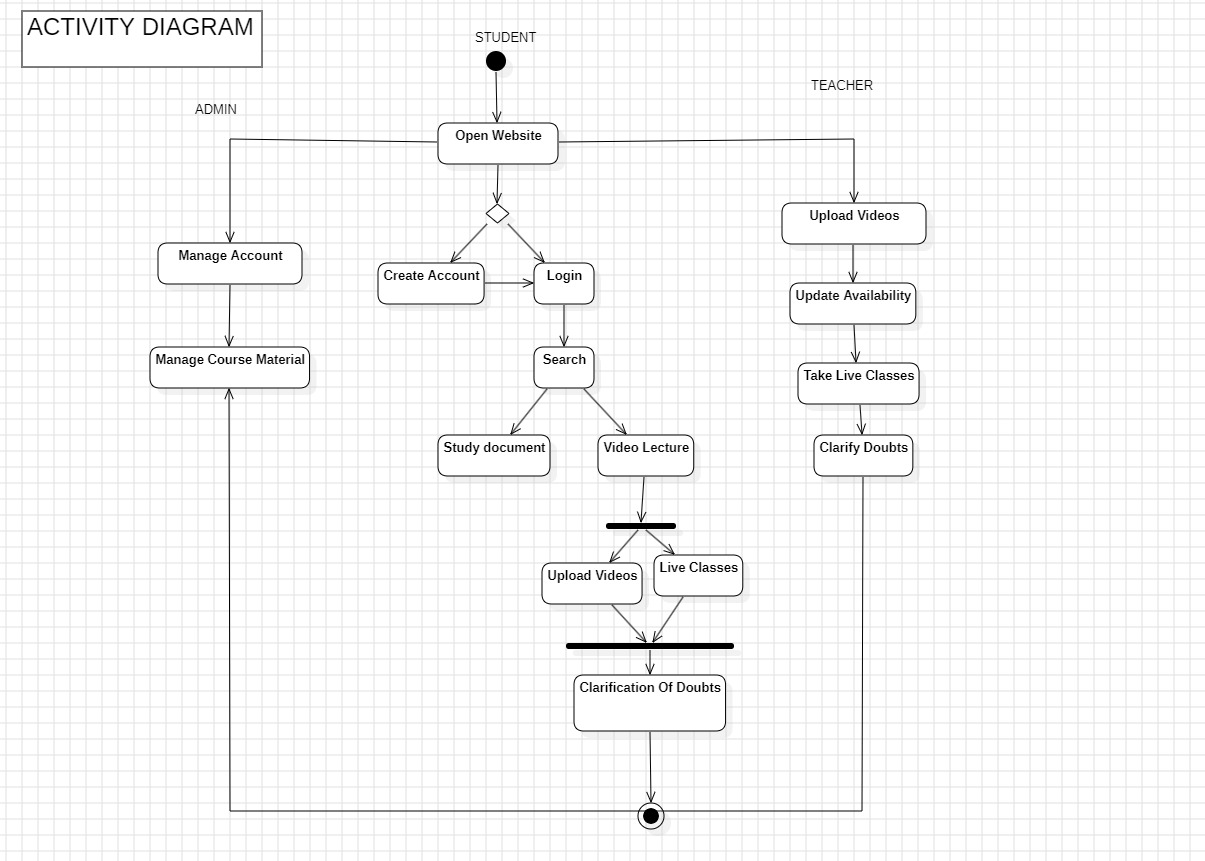 ACTIVITY DIAGRAM
STUDENT
TEACHER
ADMIN
Open Website
Upload Videos
Manage Account
Create Account
Login
Update Availability
Manage Course Material
Search
Take Live Classes
Study document
Video Lecture
Clarify Doubts
Upload Videos
Live Classes
Clarification Of Doubts